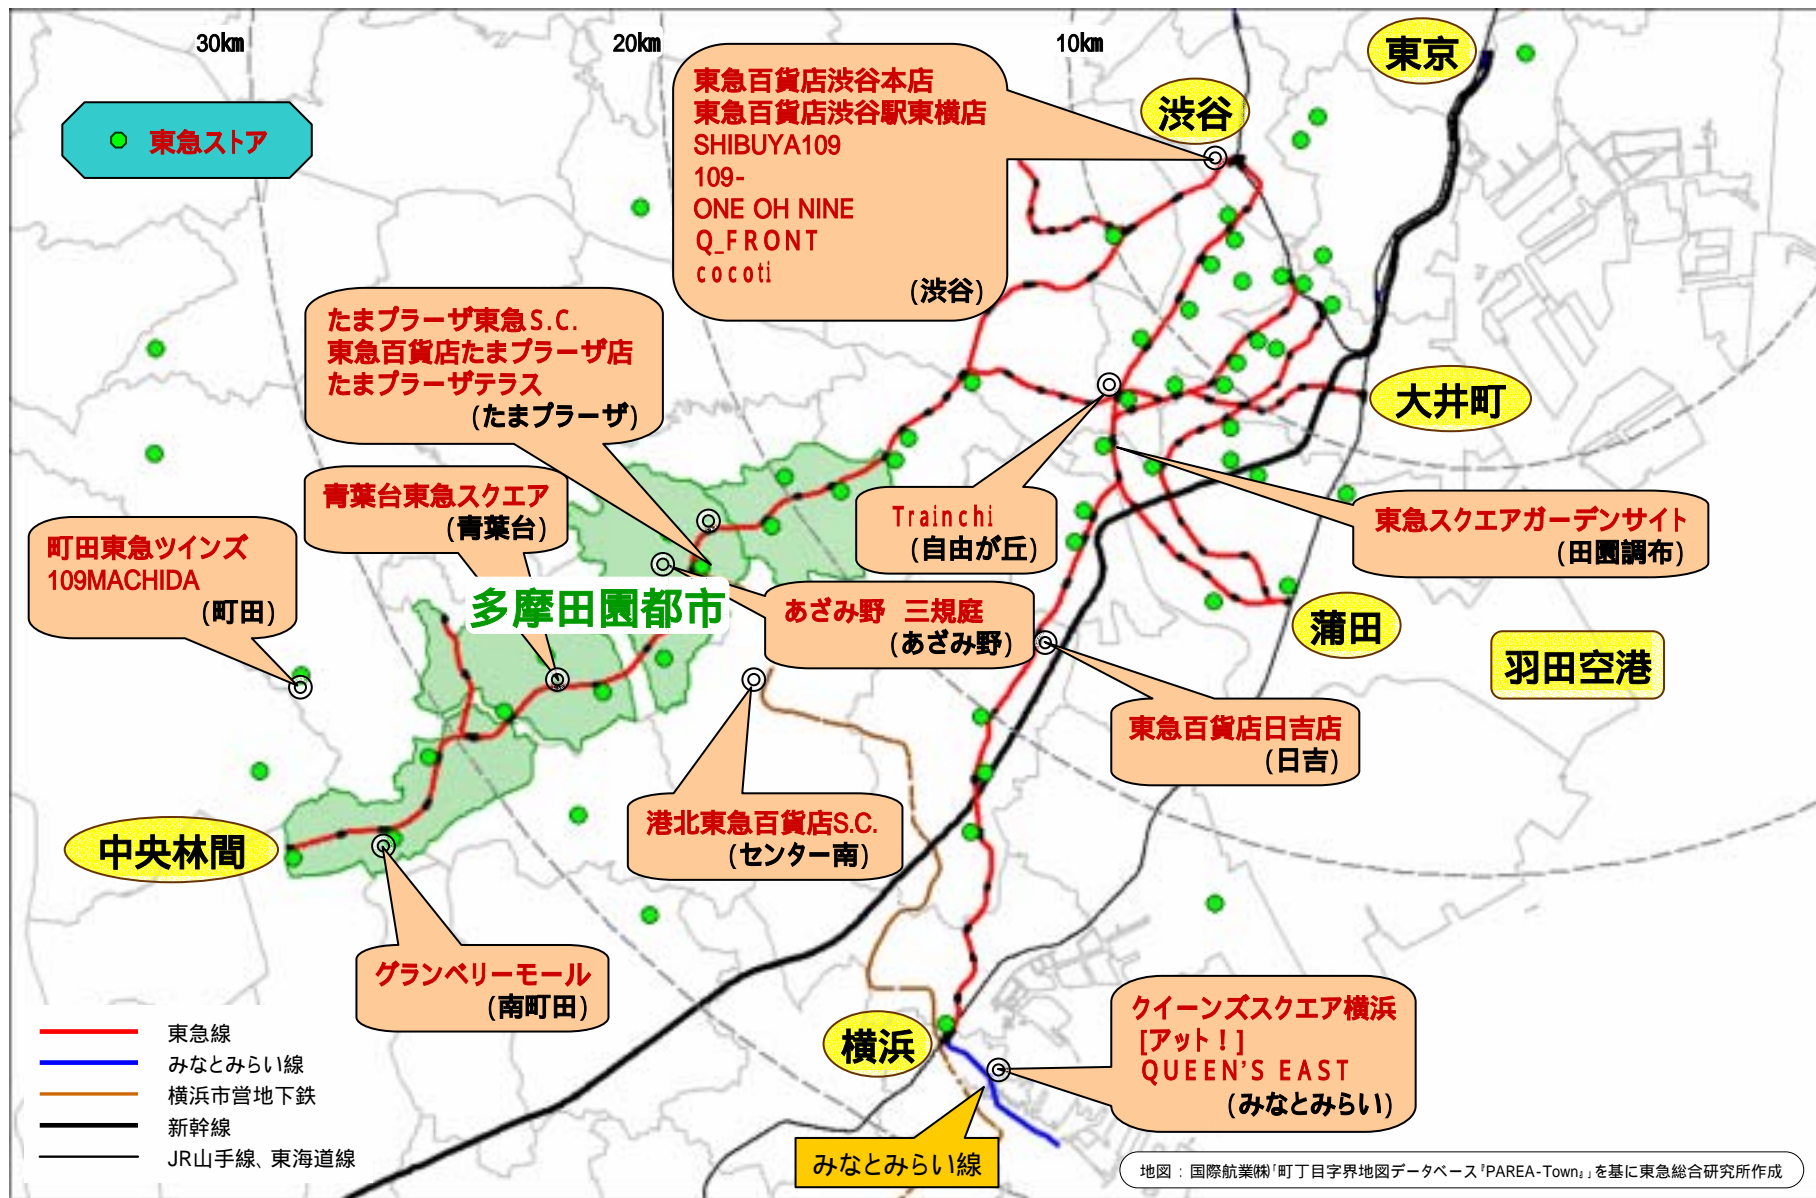 30km
20km
10km
東京
渋谷
東急ストア
東急百貨店渋谷本店
東急百貨店渋谷駅東横店
SHIBUYA109
109-
ONE OH NINE
Q_FRONT
cocoti
(渋谷)
たまプラーザ東急S.C.
東急百貨店たまプラーザ店
たまプラーザテラス
(たまプラーザ)
大井町
青葉台東急スクエア
(青葉台)
Trainchi
(自由が丘)
東急スクエアガーデンサイト
(田園調布)
町田東急ツインズ
109MACHIDA
(町田)
多摩田園都市
あざみ野 三規庭
(あざみ野)
蒲田
羽田空港
東急百貨店日吉店
(日吉)
港北東急百貨店S.C.
(センター南)
中央林間
グランベリーモール
(南町田)
横浜
クイーンズスクエア横浜
[アット！]
QUEEN'S EAST
(みなとみらい)
みなとみらい線
東急線
みなとみらい線
横浜市営地下鉄
新幹線
JR山手線、東海道線
地図：国際航業㈱「町丁目字界地図データベース『PAREA-Town』」を基に東急総合研究所作成